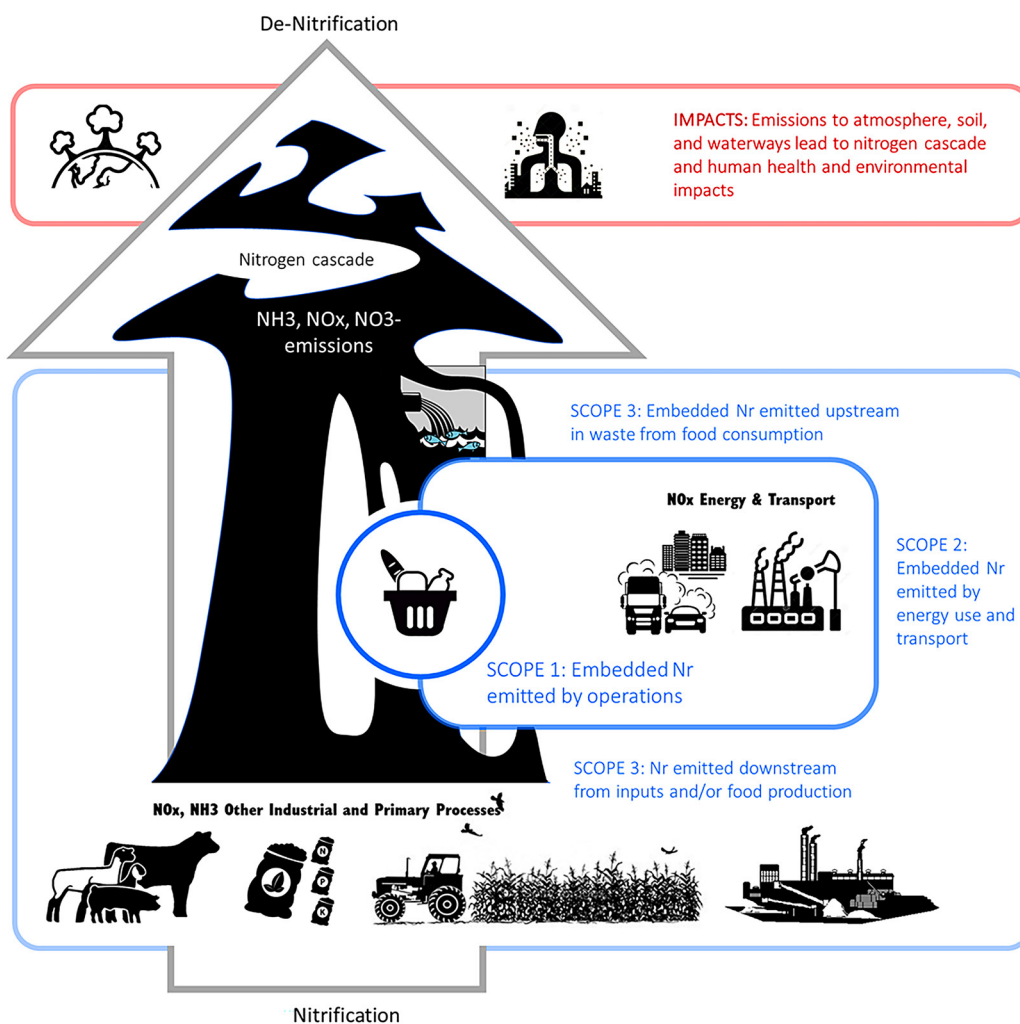 De-Nitrification
IMPACTS: Emissions to atmosphere, soil,
and waterways lead to nitrogen cascade
and human health and environmental
impacts
Nitrogen cascade
NH3, NOx, NO3-
emissions
SCOPE 3: Embedded Nr emitted upstream
in waste from food consumption
NOx Energy & Transport
SCOPE 2:
Embedded Nr
emitted by
energy use and
transport
SCOPE 1: Embedded Nr
emitted by operations
SCOPE 3: Nr emitted downstream
from inputs and/or food production
NOx, NH3 Other Industrial and Primary Processes
N
P
K
Nitrification